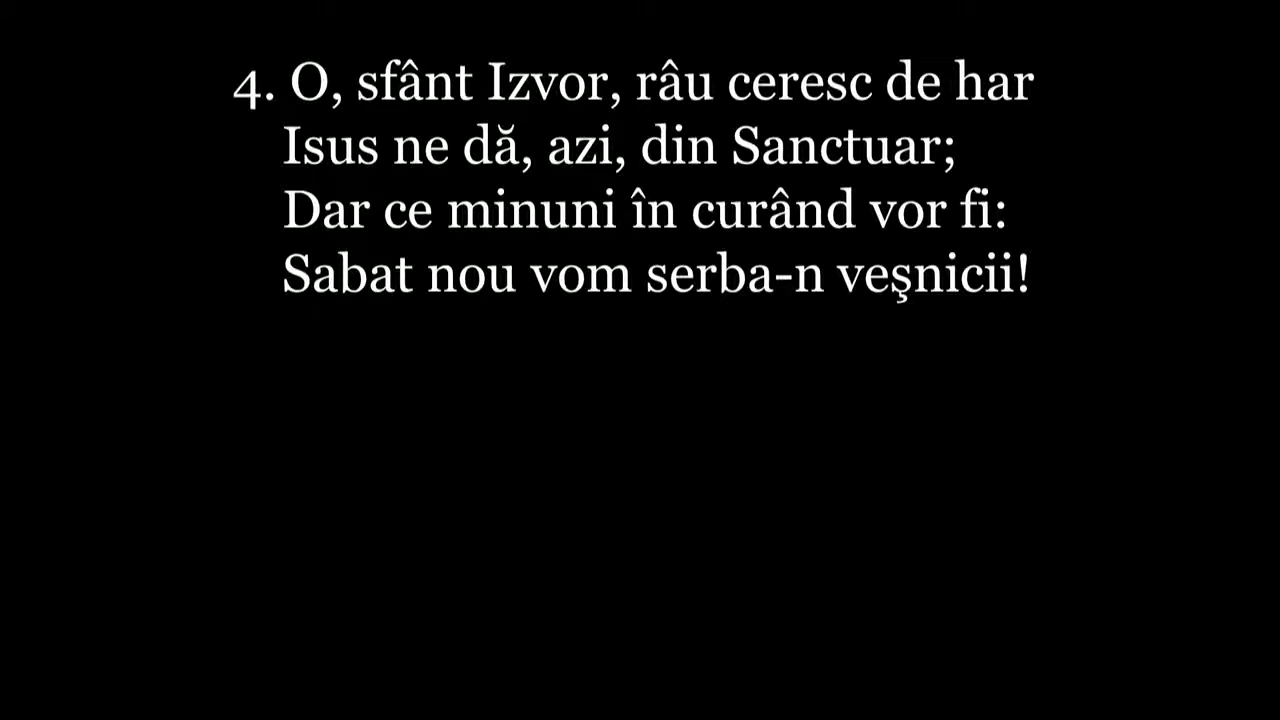 4. O, sfânt Izvor, râu ceresc de har
Isus ne dă, azi, din Sanctuar;
Dar ce minuni în curând vor fi:
Sabat nou vom serba-n veşnicii!